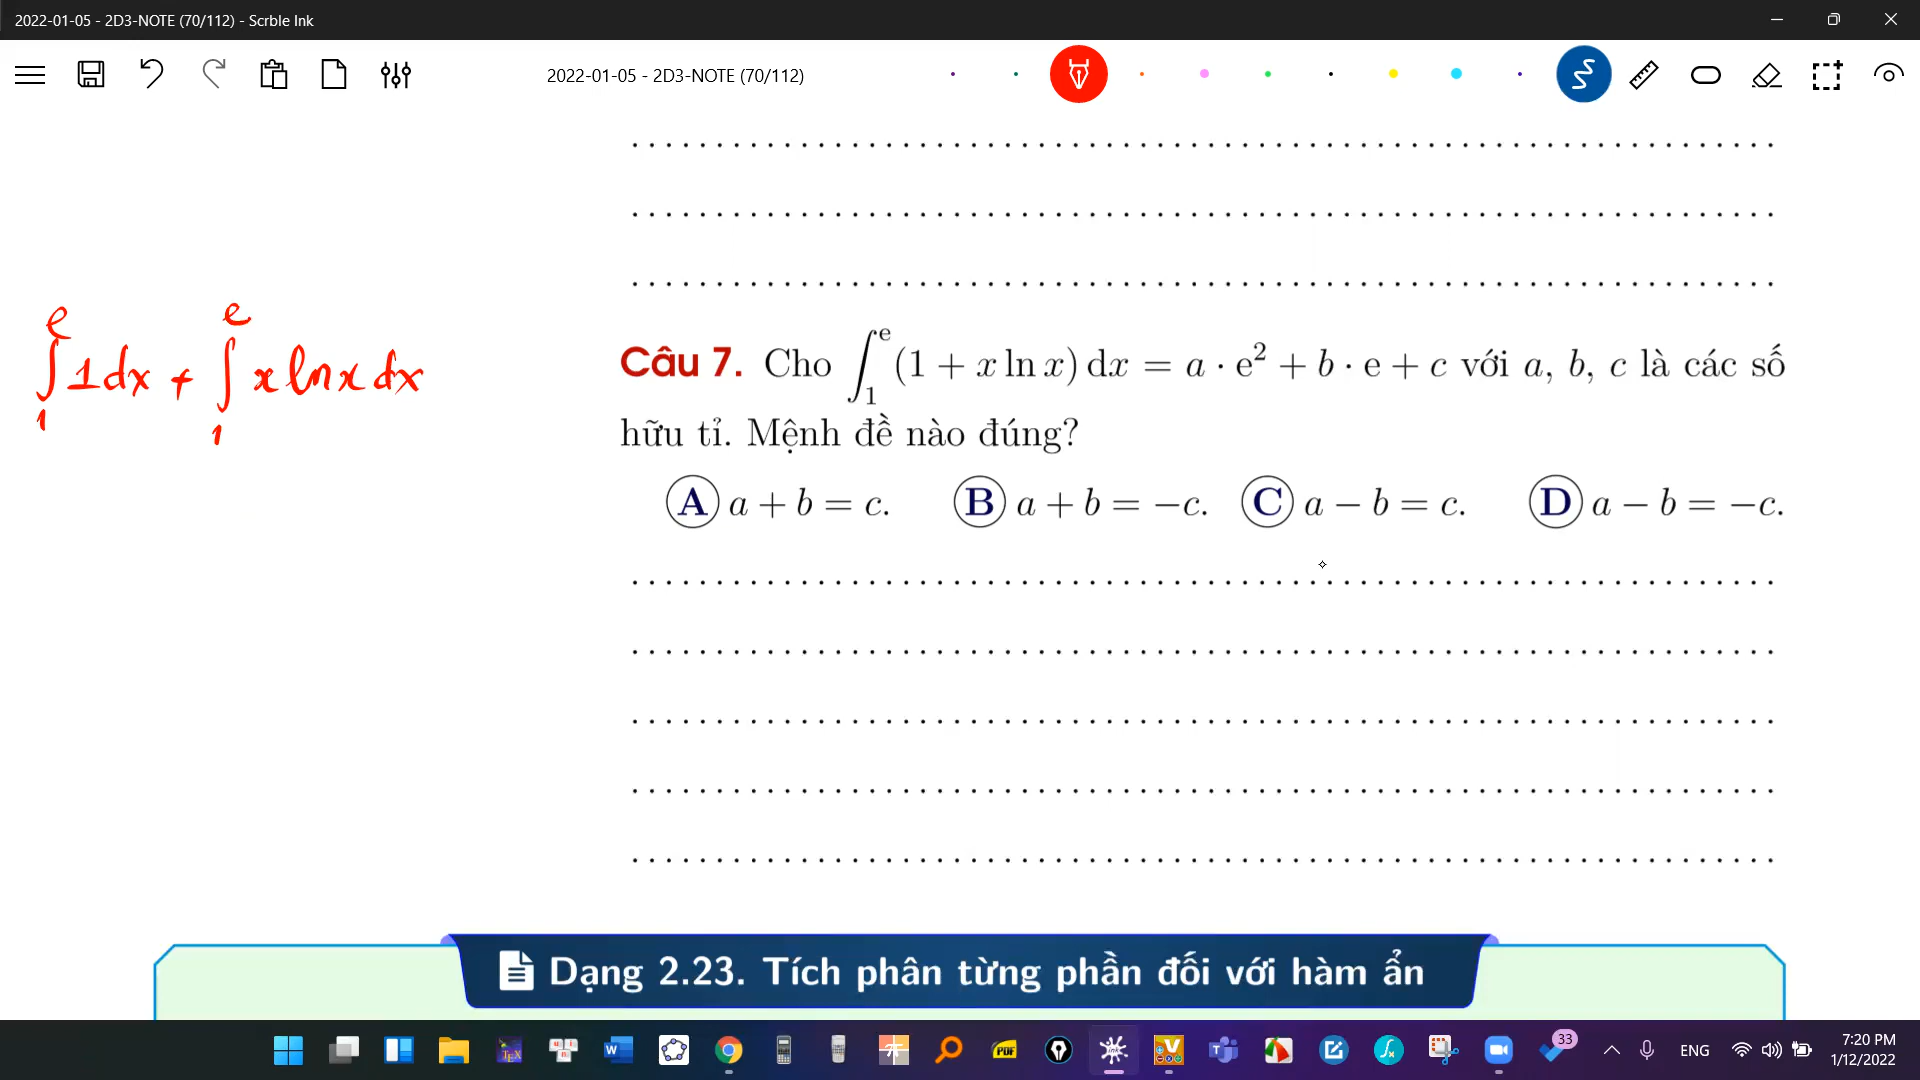 2022-01-05 - 2D3-NOTE (70/112) - Scrble Ink
2022-01-05 - 2D3-NOTE (70/112)
∫₁ᵉ 1dx + ∫₁ᵉ x ln x dx
Câu 7. Cho ∫₁ᵉ (1 + x ln x) dx = a · e² + b · e + c với a, b, c là các số
hữu tỉ. Mệnh đề nào đúng?
A a + b = c. B a + b = −c. C a − b = c. D a − b = −c.
Dạng 2.23. Tích phân từng phần đối với hàm ẩn
33
ENG
7:20 PM
1/12/2022